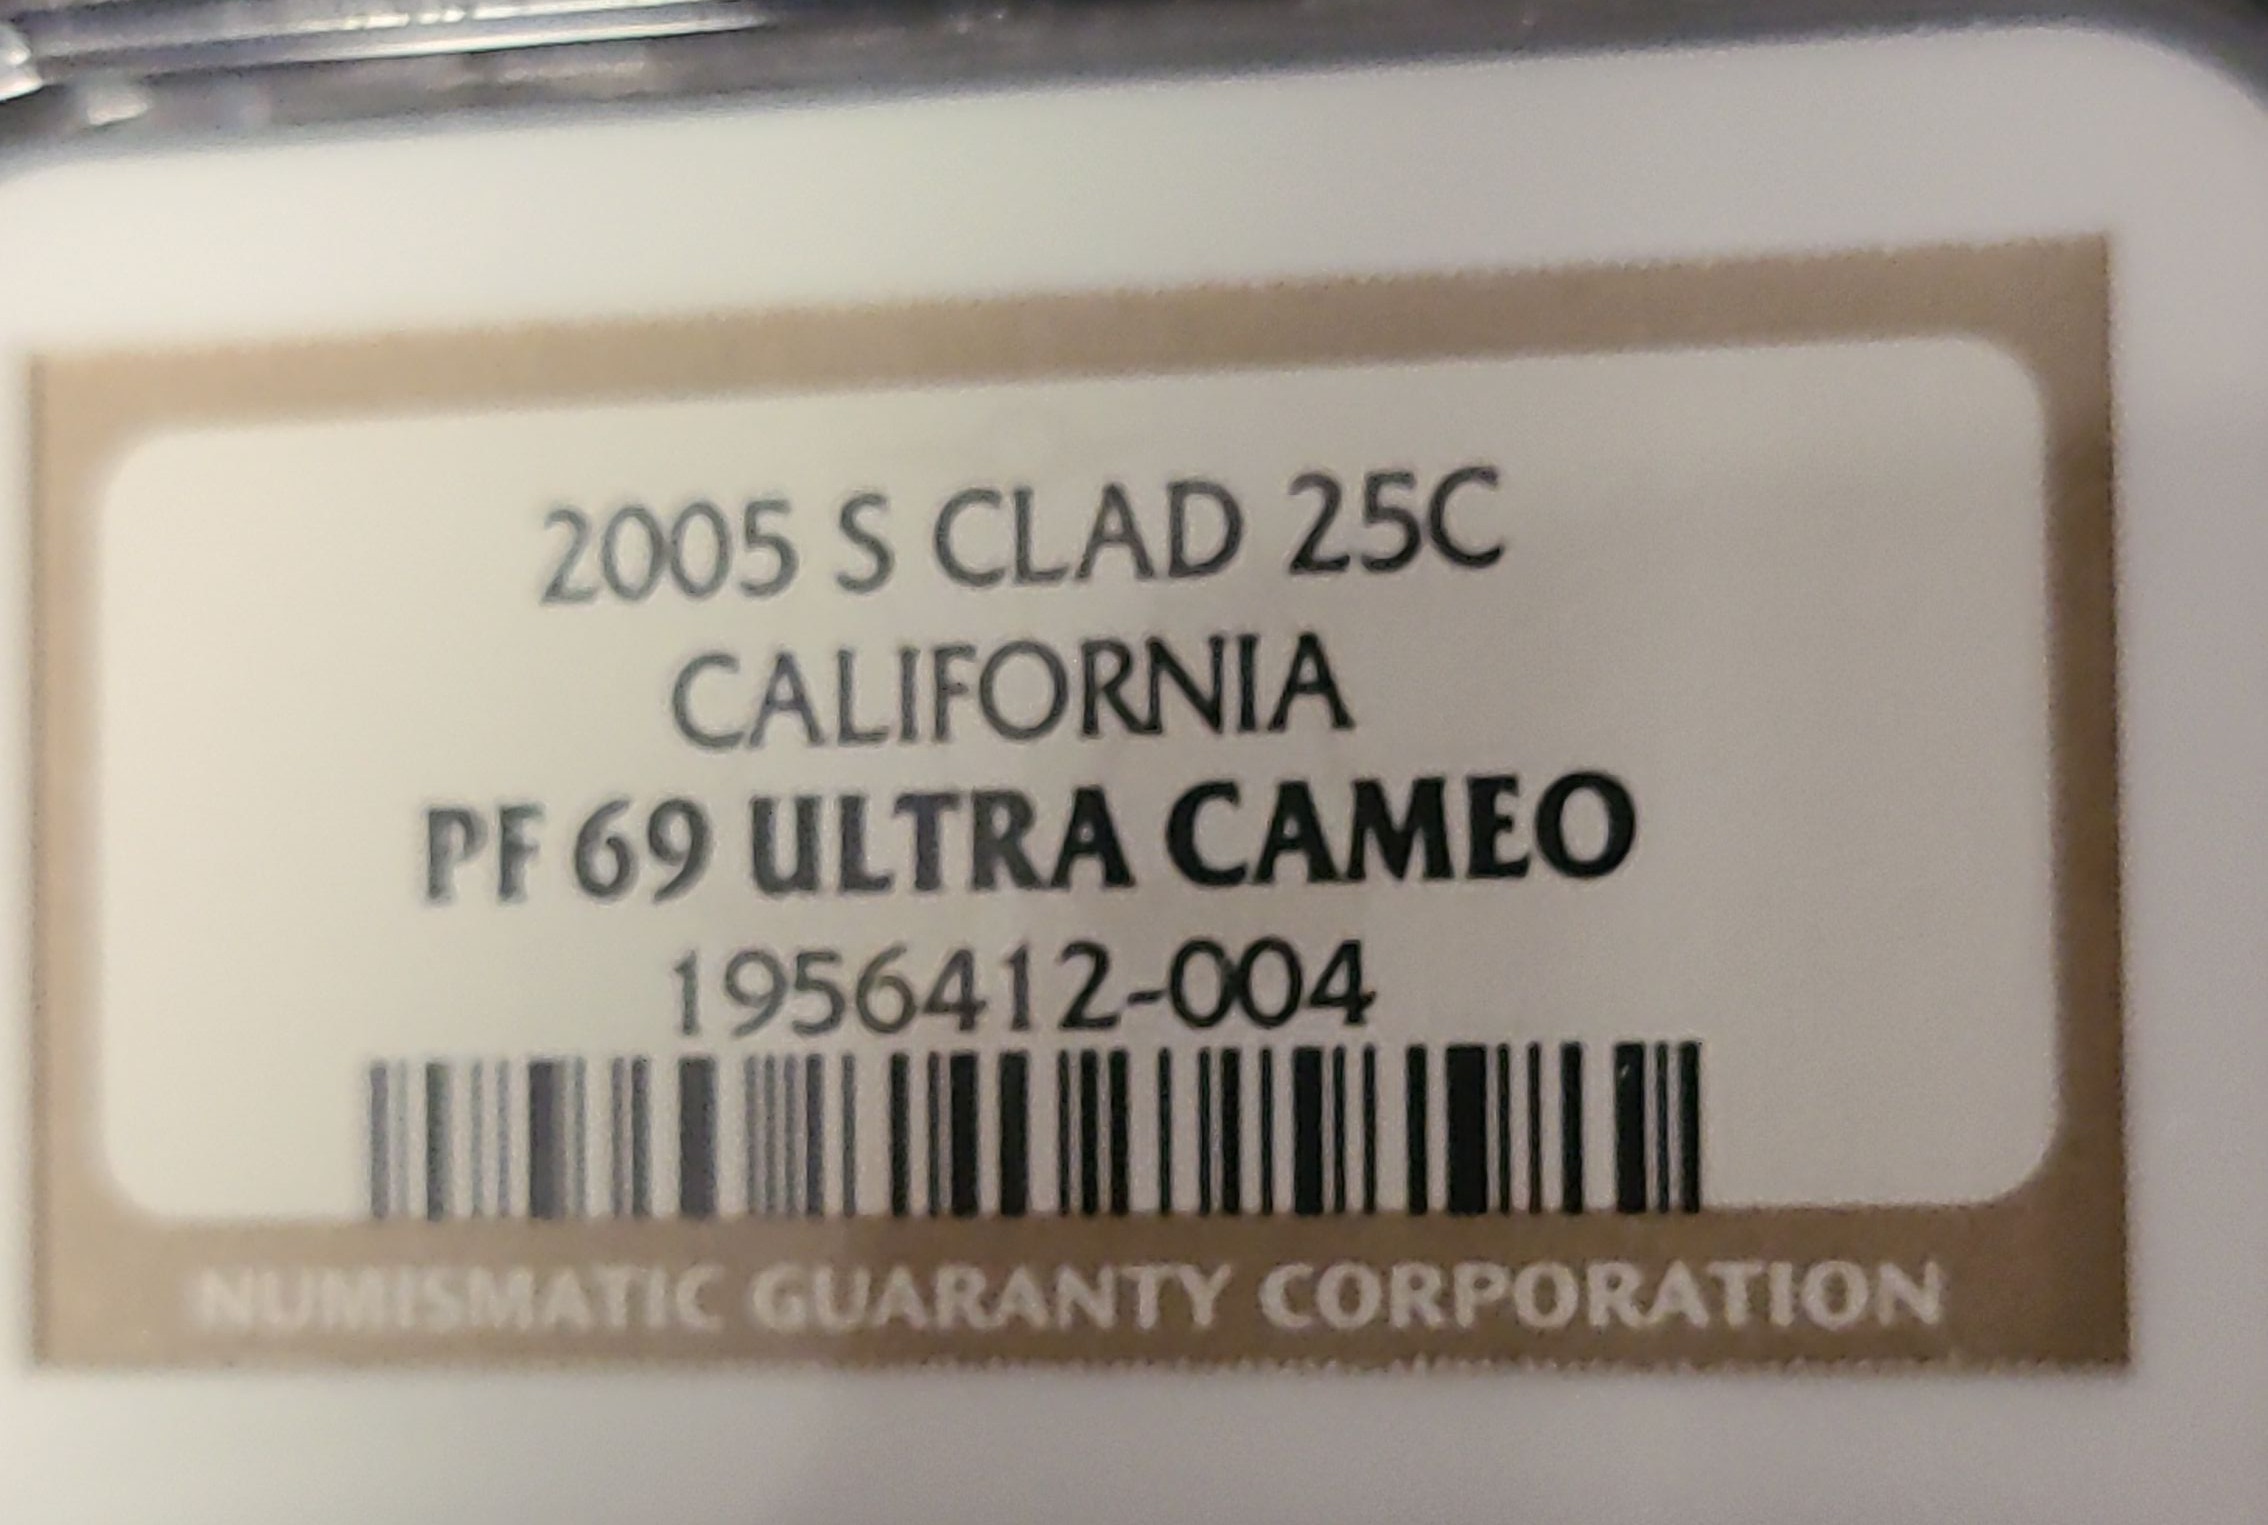 2005 S CLAD 25C
CALIFORNIA
PF 69 ULTRA CAMEO
1956412-004
NUMISMATIC GUARANTY CORPORATION